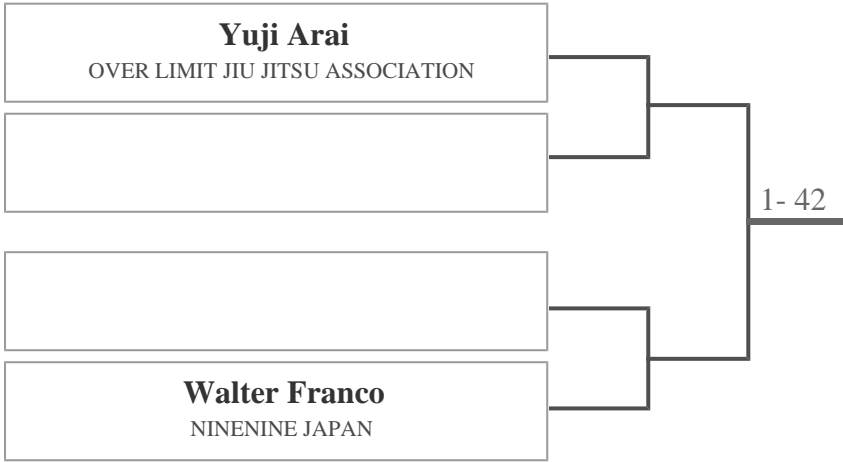 Yuji Arai
OVER LIMIT JIU JITSU ASSOCIATION
1- 42
Walter Franco
NINENINE JAPAN